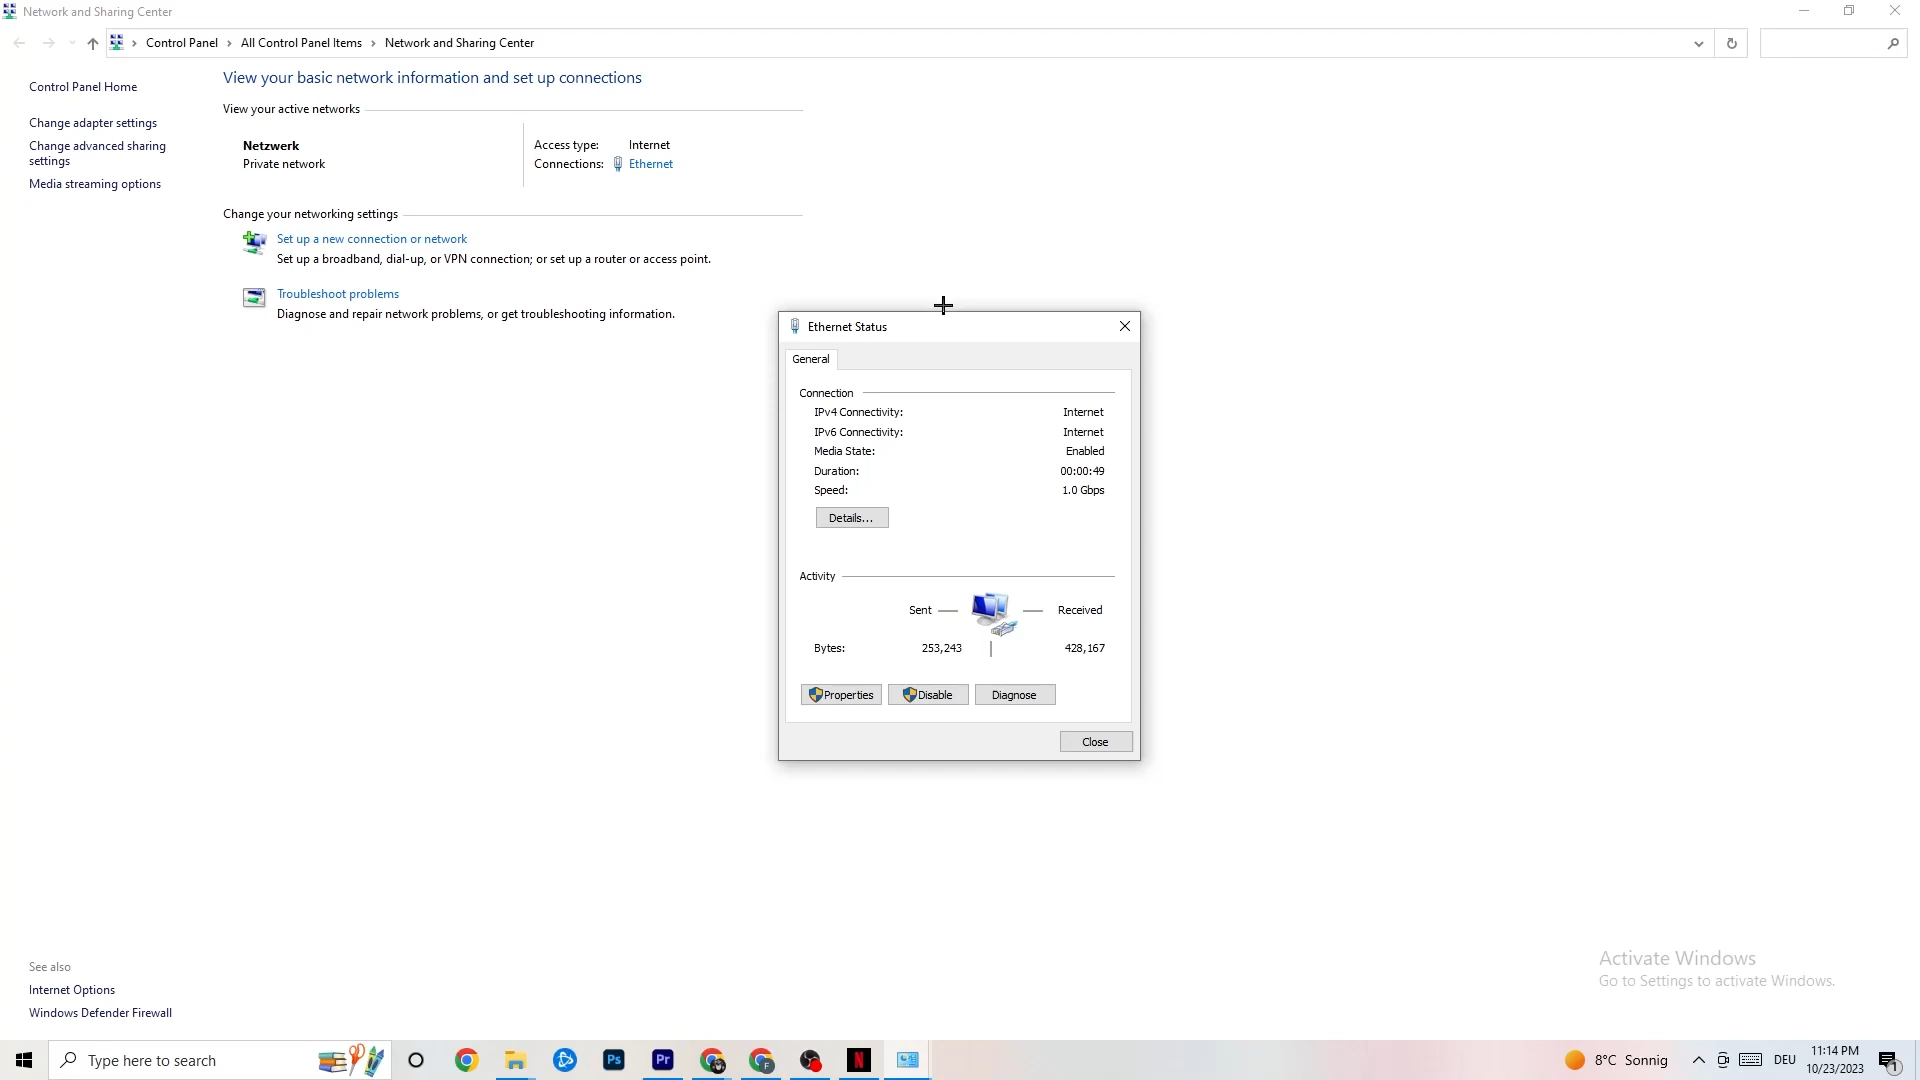 Network and Sharing Center
Control Panel > All Control Panel Items > Network and Sharing Center
Control Panel Home
Change adapter settings
Change advanced sharing
settings
Media streaming options
View your basic network information and set up connections
View your active networks
Netzwerk
Private network
Access type: Internet
Connections: Ethernet
Change your networking settings
Set up a new connection or network
Set up a broadband, dial-up, or VPN connection; or set up a router or access point.
Troubleshoot problems
Diagnose and repair network problems, or get troubleshooting information.
Ethernet Status
General
Connection
IPv4 Connectivity: Internet
IPv6 Connectivity: Internet
Media State: Enabled
Duration: 00:00:49
Speed: 1.0 Gbps
Details...
Activity
Sent Received
Bytes: 253,243 428,167
Properties Disable Diagnose
Close
See also
Internet Options
Windows Defender Firewall
Activate Windows
Go to Settings to activate Windows.
Type here to search
Ps
Pr
F
N
8°C Sonnig
DEU
11:14 PM
10/23/2023
1